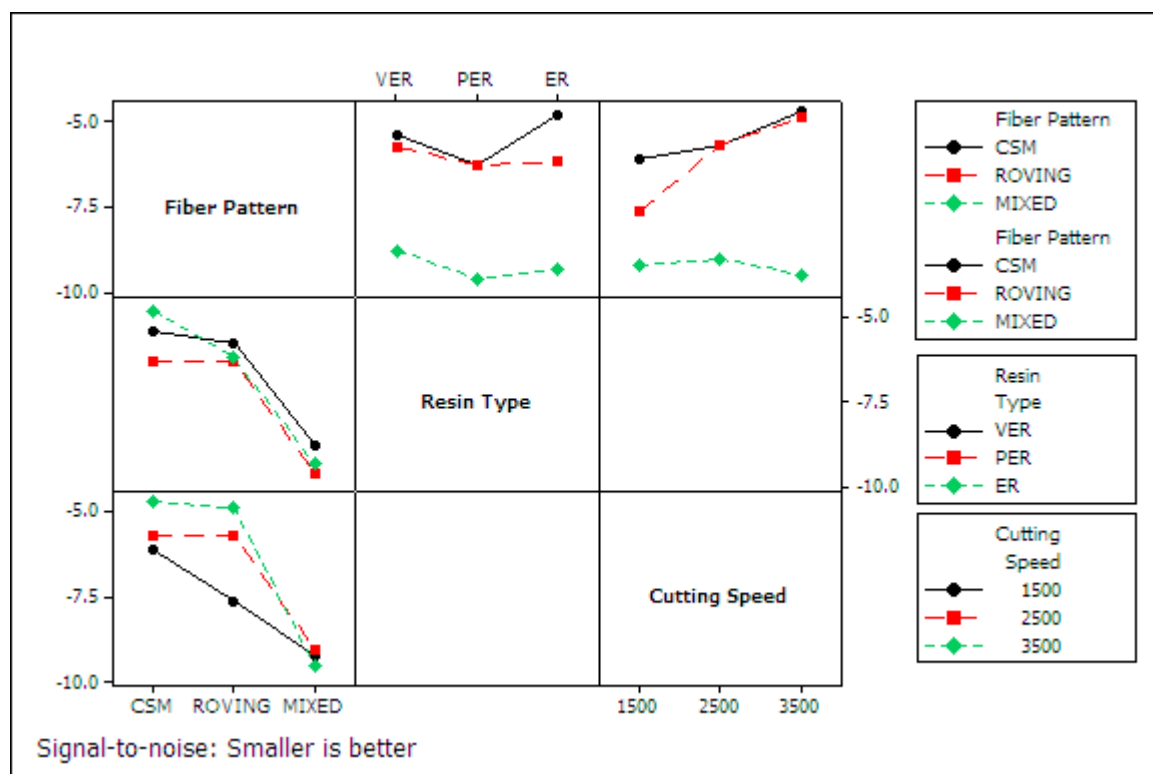 VER PER ER
-5.0
-7.5
-10.0
Fiber Pattern
-5.0
-7.5
-10.0
Resin Type
-5.0
-7.5
-10.0
Cutting Speed
CSM ROVING MIXED
1500 2500 3500
Fiber Pattern
CSM
ROVING
MIXED
Fiber Pattern
CSM
ROVING
MIXED
Resin
Type
VER
PER
ER
Cutting
Speed
1500
2500
3500
Signal-to-noise: Smaller is better